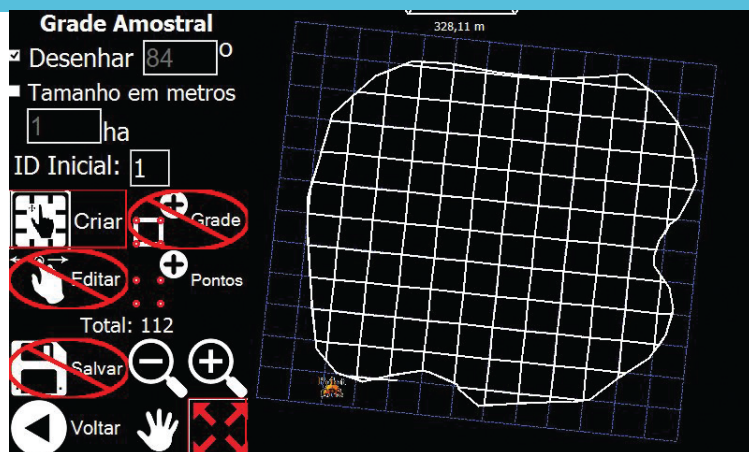 Grade Amostral
328,11 m
Desenhar 84 o
Tamanho em metros
1 ha
ID Inicial: 1
Criar
Grade
Editar
Pontos
Total: 112
Salvar
Voltar